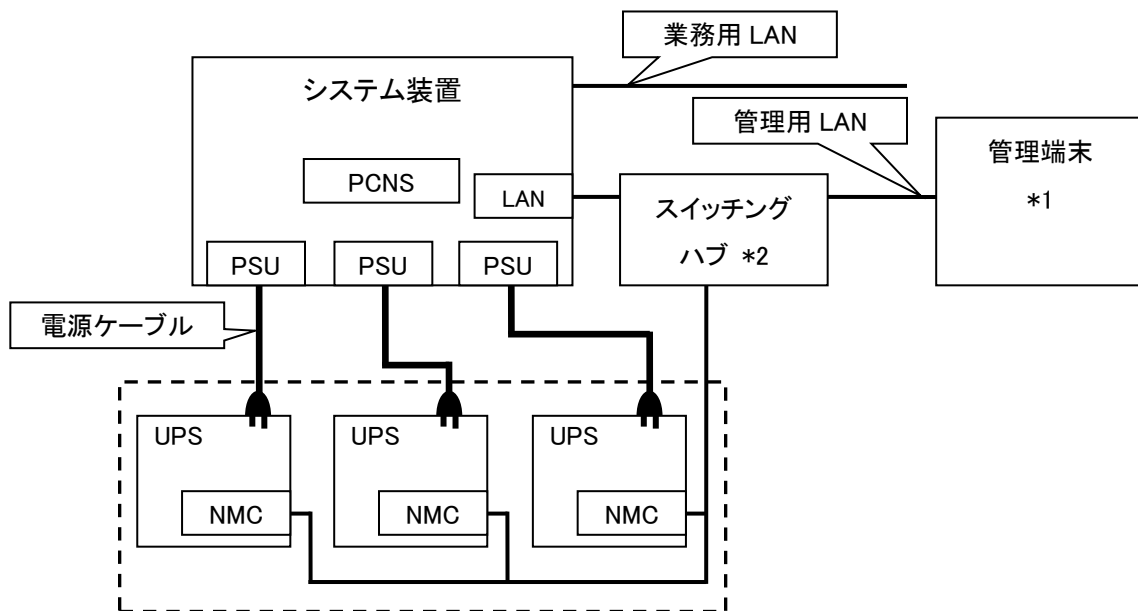 業務用 LAN
システム装置
管理用 LAN
管理端末
*1
PCNS
LAN
スイッチング
ハブ *2
PSU
PSU
PSU
電源ケーブル
UPS
UPS
UPS
NMC
NMC
NMC